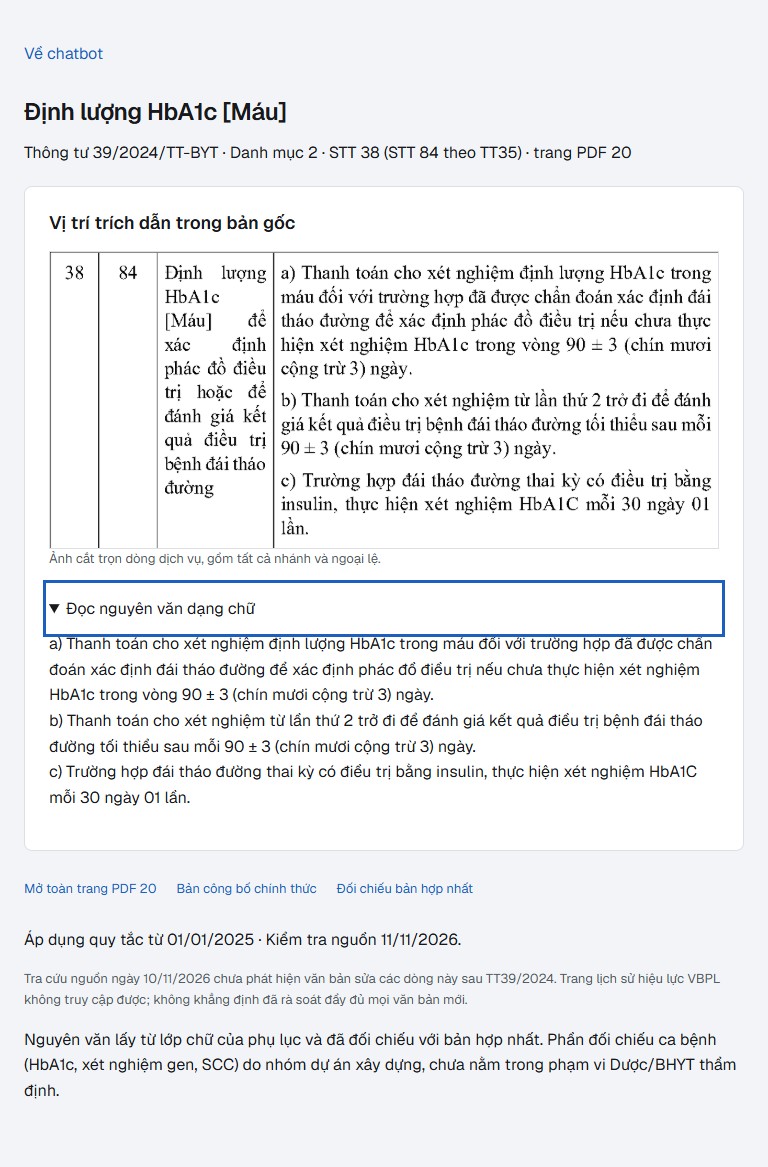 Về chatbot
Định lượng HbA1c [Máu]
Thông tư 39/2024/TT-BYT · Danh mục 2 · STT 38 (STT 84 theo TT35) · trang PDF 20
Vị trí trích dẫn trong bản gốc
38
84
Định lượng
HbA1c
[Máu] để
xác định
phác đồ điều
trị hoặc để
đánh giá kết
quả điều trị
bệnh đái tháo
đường
a) Thanh toán cho xét nghiệm định lượng HbA1c trong
máu đối với trường hợp đã được chẩn đoán xác định đái
tháo đường để xác định phác đồ điều trị nếu chưa thực
hiện xét nghiệm HbA1c trong vòng 90 ± 3 (chín mươi
cộng trừ 3) ngày.
b) Thanh toán cho xét nghiệm từ lần thứ 2 trở đi để đánh
giá kết quả điều trị bệnh đái tháo đường tối thiểu sau mỗi
90 ± 3 (chín mươi cộng trừ 3) ngày.
c) Trường hợp đái tháo đường thai kỳ có điều trị bằng
insulin, thực hiện xét nghiệm HbA1C mỗi 30 ngày 01
lần.
Ảnh cắt trọn dòng dịch vụ, gồm tất cả nhánh và ngoại lệ.
▼ Đọc nguyên văn dạng chữ
a) Thanh toán cho xét nghiệm định lượng HbA1c trong máu đối với trường hợp đã được chẩn
đoán xác định đái tháo đường để xác định phác đồ điều trị nếu chưa thực hiện xét nghiệm
HbA1c trong vòng 90 ± 3 (chín mươi cộng trừ 3) ngày.
b) Thanh toán cho xét nghiệm từ lần thứ 2 trở đi để đánh giá kết quả điều trị bệnh đái tháo
đường tối thiểu sau mỗi 90 ± 3 (chín mươi cộng trừ 3) ngày.
c) Trường hợp đái tháo đường thai kỳ có điều trị bằng insulin, thực hiện xét nghiệm HbA1C
mỗi 30 ngày 01 lần.
Mở toàn trang PDF 20 Bản công bố chính thức Đối chiếu bản hợp nhất
Áp dụng quy tắc từ 01/01/2025 · Kiểm tra nguồn 11/11/2026.
Tra cứu nguồn ngày 10/11/2026 chưa phát hiện văn bản sửa các dòng này sau TT39/2024. Trang lịch sử hiệu lực VBPL
không truy cập được; không khẳng định đã rà soát đầy đủ mọi văn bản mới.
Nguyên văn lấy từ lớp chữ của phụ lục và đã đối chiếu với bản hợp nhất. Phần đối chiếu ca bệnh
(HbA1c, xét nghiệm gen, SCC) do nhóm dự án xây dựng, chưa nằm trong phạm vi Dược/BHYT thẩm
định.